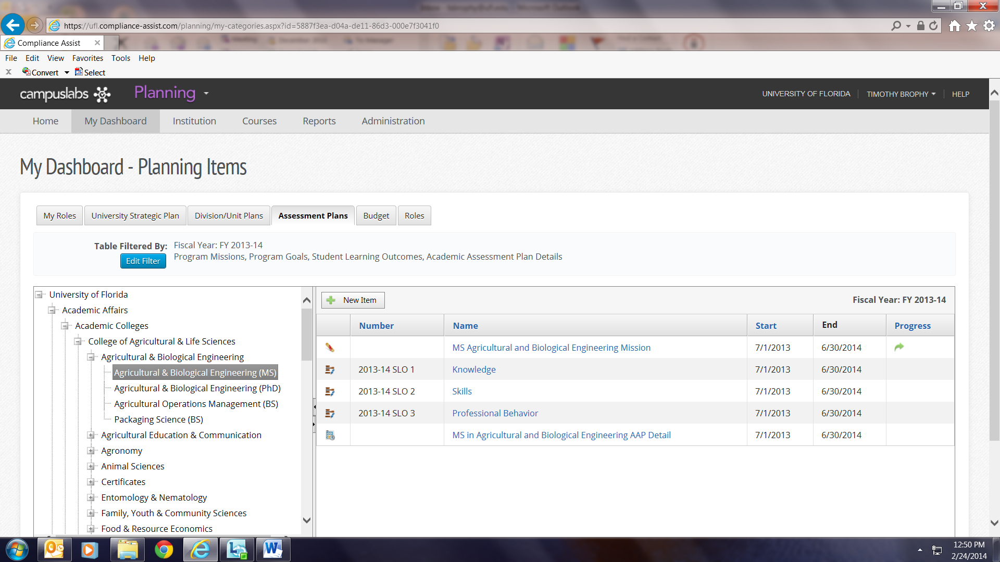 https://ufl.compliance-assist.com/planning/my-categories.aspx?id=5887f3ea-d04a-de11-86d3-000e7f3041f0
Compliance Assist
File Edit View Favorites Tools Help
Convert Select
campuslabs Planning UNIVERSITY OF FLORIDA TIMOTHY BROPHY HELP
Home My Dashboard Institution Courses Reports Administration
My Dashboard - Planning Items
My Roles University Strategic Plan Division/Unit Plans Assessment Plans Budget Roles
Table Filtered By: Fiscal Year: FY 2013-14
Edit Filter Program Missions, Program Goals, Student Learning Outcomes, Academic Assessment Plan Details
University of Florida
Academic Affairs
Academic Colleges
College of Agricultural & Life Sciences
Agricultural & Biological Engineering
Agricultural & Biological Engineering (MS)
Agricultural & Biological Engineering (PhD)
Agricultural Operations Management (BS)
Packaging Science (BS)
Agricultural Education & Communication
Agronomy
Animal Sciences
Certificates
Entomology & Nematology
Family, Youth & Community Sciences
Food & Resource Economics
New Item Fiscal Year: FY 2013-14
Number Name Start End Progress
MS Agricultural and Biological Engineering Mission 7/1/2013 6/30/2014
2013-14 SLO 1 Knowledge 7/1/2013 6/30/2014
2013-14 SLO 2 Skills 7/1/2013 6/30/2014
2013-14 SLO 3 Professional Behavior 7/1/2013 6/30/2014
MS in Agricultural and Biological Engineering AAP Detail 7/1/2013 6/30/2014
12:50 PM
2/24/2014